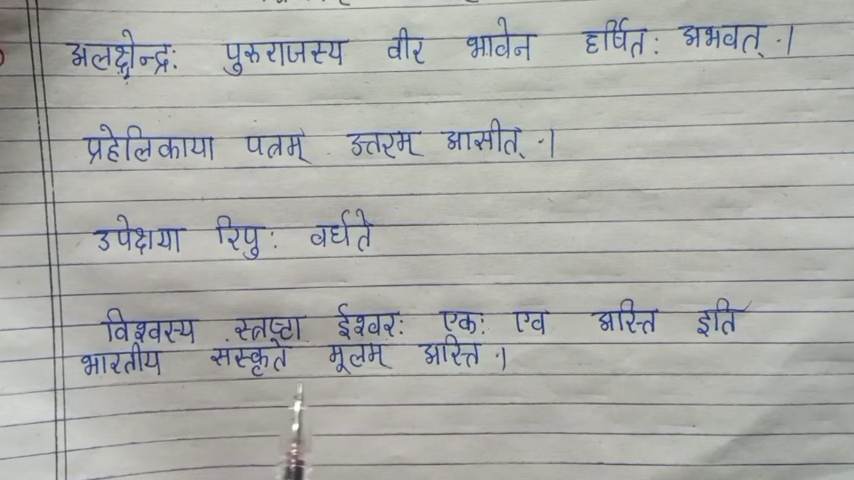 अलक्षेन्द्रः पुरुराजस्य वीर भावेन हर्षितः अभवत् ।
प्रहेलिकाया पत्रम् उत्तरम् आसीत् ।
उपेक्षया रिपुः वर्धते
विश्वस्य स्त्रष्टा ईश्वरः एकः एव अस्ति इति
भारतीय संस्कृते मूलम् अस्ति ।